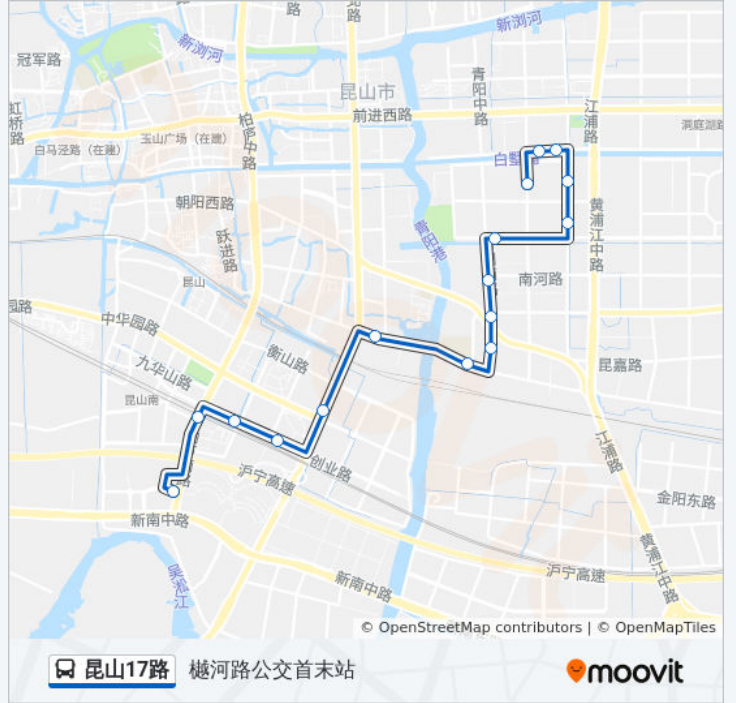 新浏河
新浏河
冠军路
路
昆山市
青阳中路
虹桥路
前进西路
江浦路
洞庭湖路
柏庐中路
玉山广场（在建）
白马泾路（在建）
白墅
朝阳西路
黄浦江中路
青阳港
跃进路
昆山
南河路
园路
中华园路
衡山路
昆嘉路
九华山路
昆山南
江浦路
创业路
沪宁高速
金阳东路
新南中路
黄浦江中路
吴淞江
新南中路
沪宁高速
© OpenStreetMap contributors | © OpenMapTiles
昆山17路
樾河路公交首末站
moovit